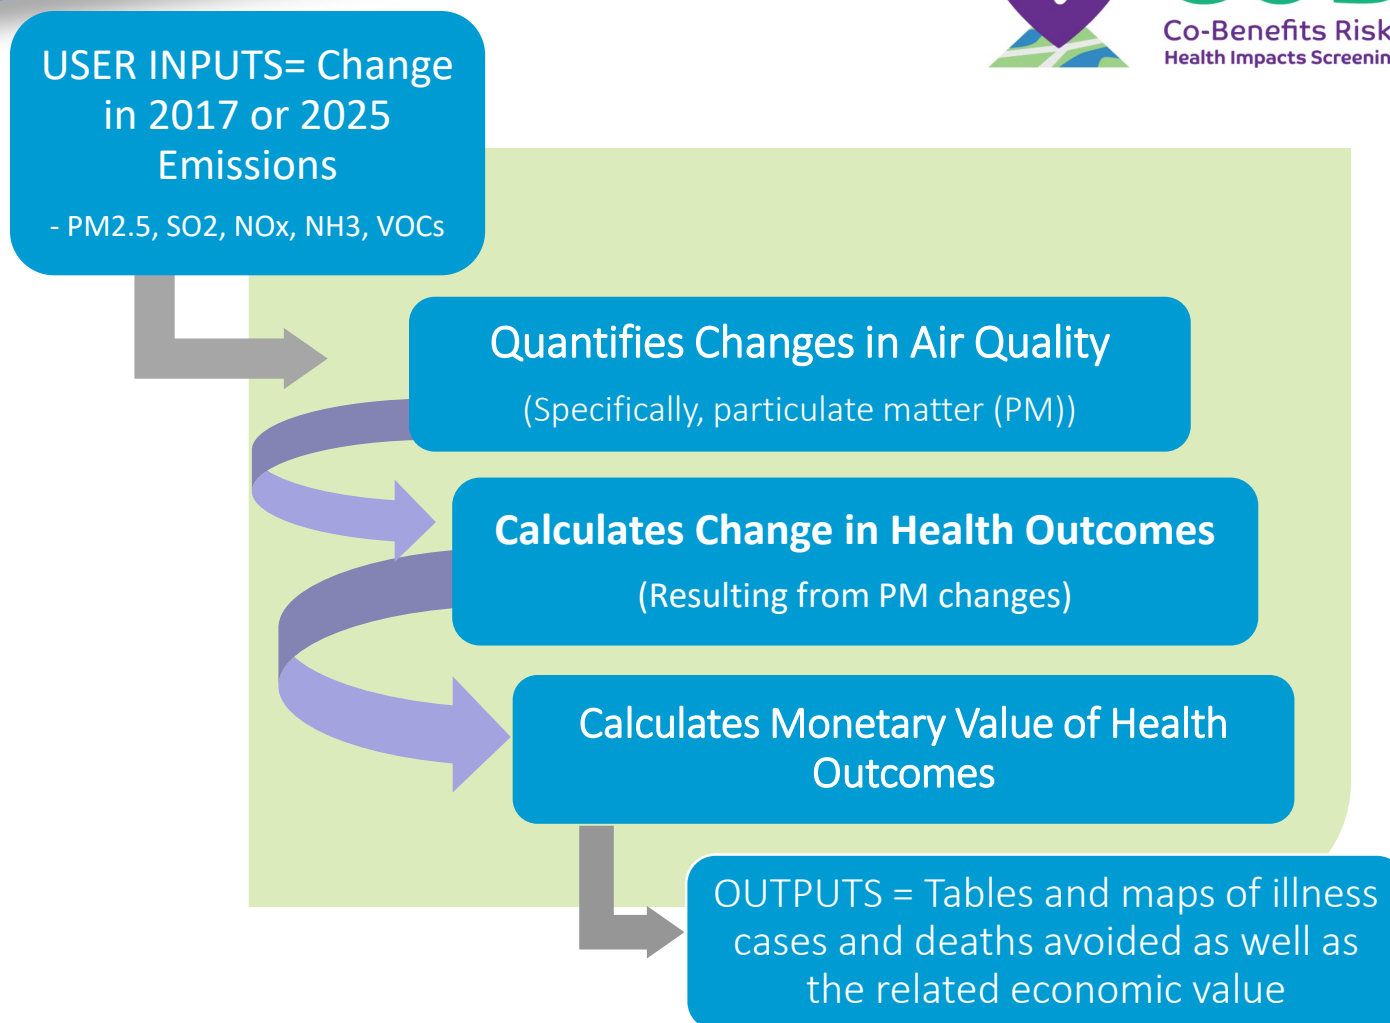 Co-Benefits Risk
Health Impacts Screenin
USER INPUTS= Change
in 2017 or 2025
Emissions
- PM2.5, SO2, NOx, NH3, VOCs
Quantifies Changes in Air Quality
(Specifically, particulate matter (PM))
Calculates Change in Health Outcomes
(Resulting from PM changes)
Calculates Monetary Value of Health
Outcomes
OUTPUTS = Tables and maps of illness
cases and deaths avoided as well as
the related economic value